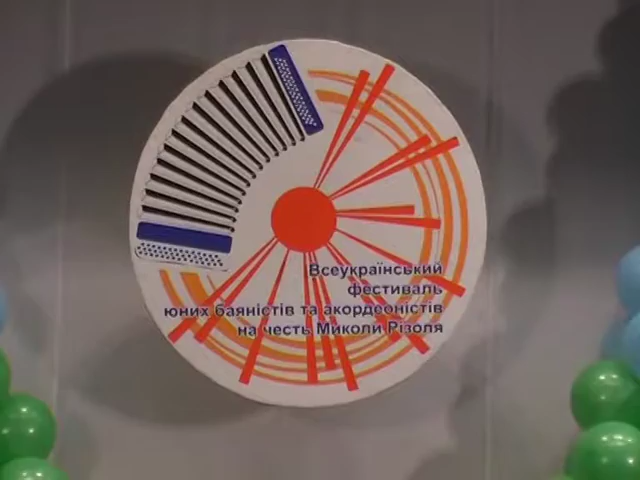 Всеукраїнський
фестиваль
юних баяністів та акордеоністів
на честь Миколи Різоля